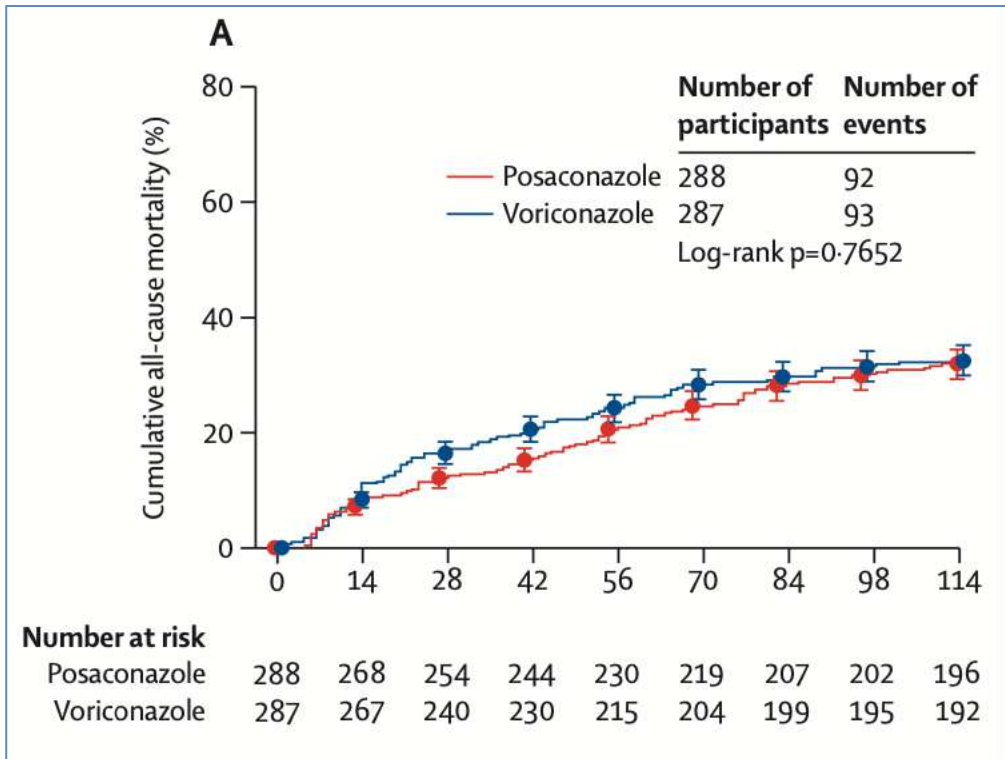 A
Cumulative all-cause mortality (%)
80
60
40
20
0
Number of participants Number of events
Posaconazole 288 92
Voriconazole 287 93
Log-rank p=0·7652
0 14 28 42 56 70 84 98 114
Number at risk
Posaconazole 288 268 254 244 230 219 207 202 196
Voriconazole 287 267 240 230 215 204 199 195 192